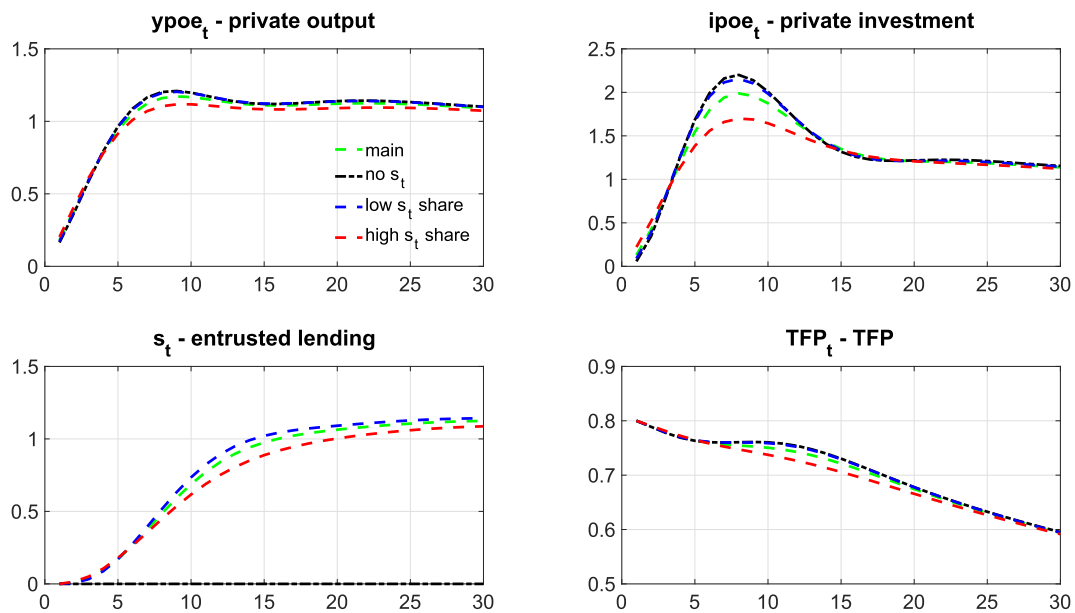 ypoe_t - private output
1.5
1
0.5
0
0 5 10 15 20 25 30
main
no s_t
low s_t share
high s_t share
ipoe_t - private investment
2.5
2
1.5
1
0.5
0
0 5 10 15 20 25 30
s_t - entrusted lending
1.5
1
0.5
0
0 5 10 15 20 25 30
TFP_t - TFP
0.9
0.8
0.7
0.6
0.5
0 5 10 15 20 25 30